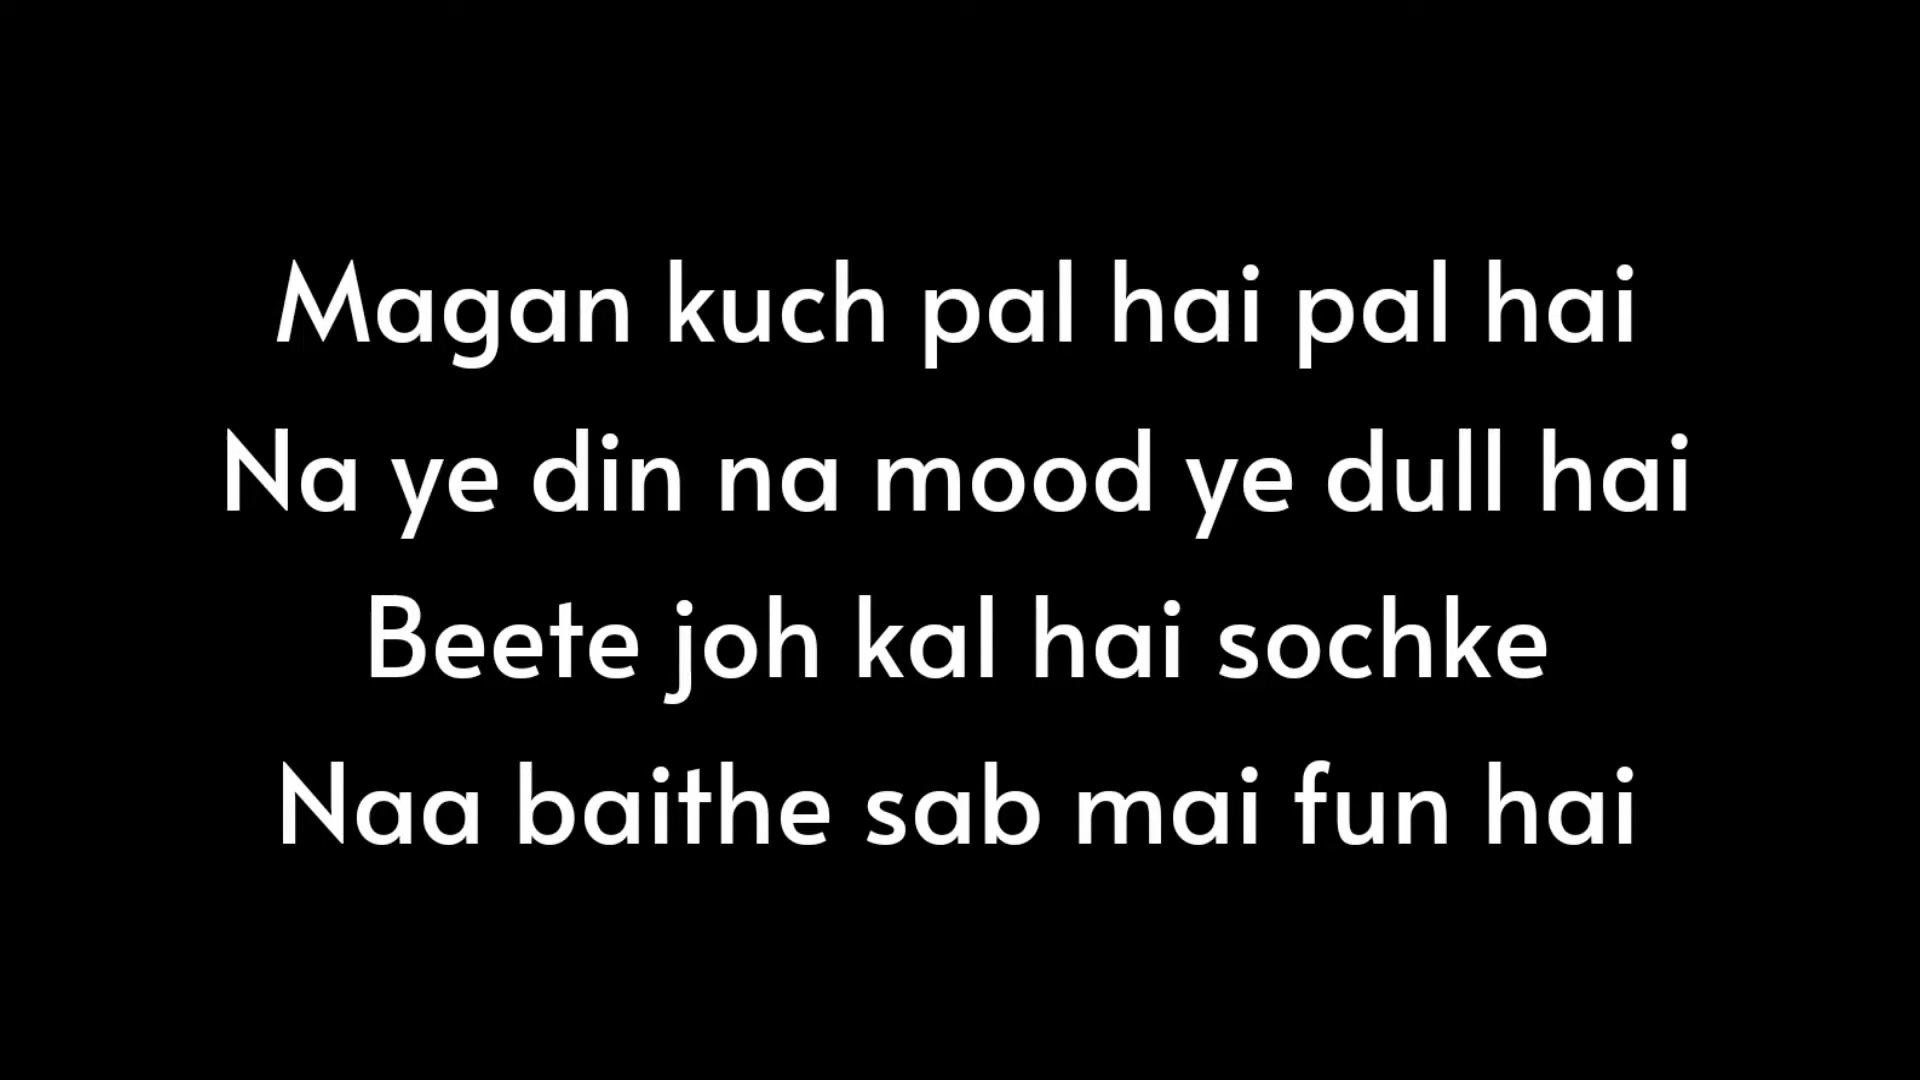 Magan kuch pal hai pal hai
Na ye din na mood ye dull hai
Beete joh kal hai sochke
Naa baithe sab mai fun hai